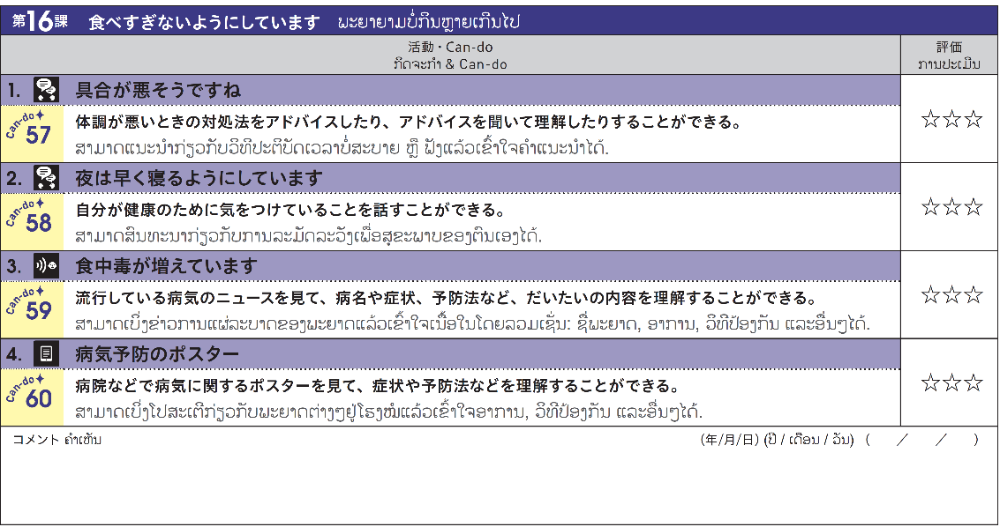 第16課 食べすぎないようにしています ພະຍາຍາມບໍ່ກິນຫຼາຍເກີນໄປ
活動・Can-do
ກິດຈະກຳ & Can-do
評価
ການປະເມີນ
1. 具合が悪そうですね
Can-do 57
体調が悪いときの対処法をアドバイスしたり、アドバイスを聞いて理解したりすることができる。
ສາມາດແນະນຳກ່ຽວກັບວິທີປະຕິບັດເວລາບໍ່ສະບາຍ ຫຼື ຟັງແລ້ວເຂົ້າໃຈຄຳແນະນຳໄດ້.
☆☆☆
2. 夜は早く寝るようにしています
Can-do 58
自分が健康のために気をつけていることを話すことができる。
ສາມາດສົນທະນາກ່ຽວກັບການລະມັດລະວັງເພື່ອສຸຂະພາບຂອງຕົນເອງໄດ້.
☆☆☆
3. 食中毒が増えています
Can-do 59
流行している病気のニュースを見て、病名や症状、予防法など、だいたいの内容を理解することができる。
ສາມາດເບິ່ງຂ່າວການແຜ່ລະບາດຂອງພະຍາດແລ້ວເຂົ້າໃຈເນື້ອໃນໂດຍລວມເຊັ່ນ: ຊື່ພະຍາດ, ອາການ, ວິທີປ້ອງກັນ ແລະອື່ນໆໄດ້.
☆☆☆
4. 病気予防のポスター
Can-do 60
病院などで病気に関するポスターを見て、症状や予防法などを理解することができる。
ສາມາດເບິ່ງໂປສະເຕີກ່ຽວກັບພະຍາດຕ່າງໆຢູ່ໂຮງໝໍແລ້ວເຂົ້າໃຈອາການ, ວິທີປ້ອງກັນ ແລະອື່ນໆໄດ້.
☆☆☆
コメント ຄຳເຫັນ
(年/月/日) (ປີ / ເດືອນ / ວັນ) ( / / )